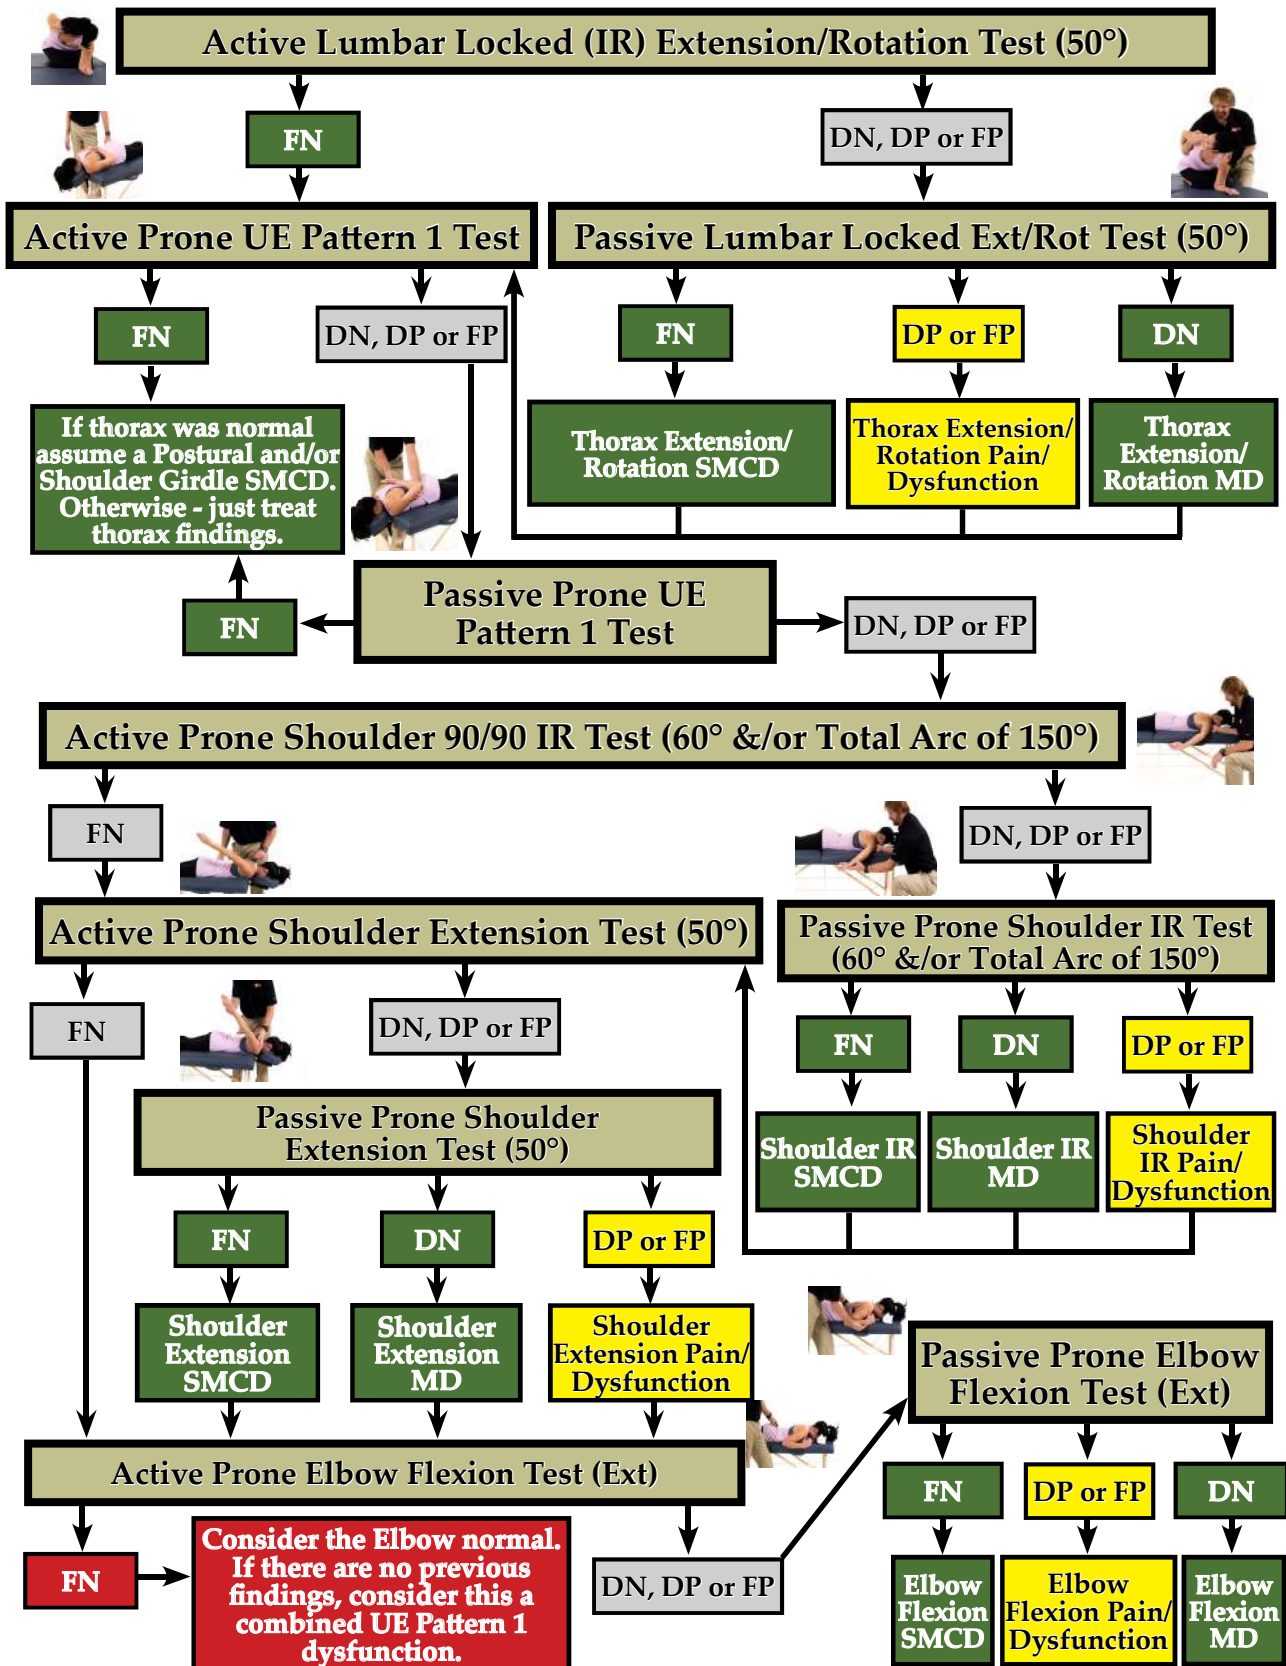 Active Lumbar Locked (IR) Extension/Rotation Test (50°)
FN
DN, DP or FP
Active Prone UE Pattern 1 Test
Passive Lumbar Locked Ext/Rot Test (50°)
FN
DN, DP or FP
FN
DP or FP
DN
If thorax was normal
assume a Postural and/or
Shoulder Girdle SMCD.
Otherwise - just treat
thorax findings.
Thorax Extension/
Rotation SMCD
Thorax Extension/
Rotation Pain/
Dysfunction
Thorax
Extension/
Rotation MD
Passive Prone UE
Pattern 1 Test
FN
DN, DP or FP
Active Prone Shoulder 90/90 IR Test (60° &/or Total Arc of 150°)
FN
DN, DP or FP
Active Prone Shoulder Extension Test (50°)
Passive Prone Shoulder IR Test
(60° &/or Total Arc of 150°)
FN
DN, DP or FP
FN
DN
DP or FP
Passive Prone Shoulder
Extension Test (50°)
Shoulder IR
SMCD
Shoulder IR
MD
Shoulder
IR Pain/
Dysfunction
FN
DN
DP or FP
Shoulder
Extension
SMCD
Shoulder
Extension
MD
Shoulder
Extension Pain/
Dysfunction
Passive Prone Elbow
Flexion Test (Ext)
Active Prone Elbow Flexion Test (Ext)
FN
DP or FP
DN
FN
Consider the Elbow normal.
If there are no previous
findings, consider this a
combined UE Pattern 1
dysfunction.
DN, DP or FP
Elbow
Flexion
SMCD
Elbow
Flexion Pain/
Dysfunction
Elbow
Flexion
MD